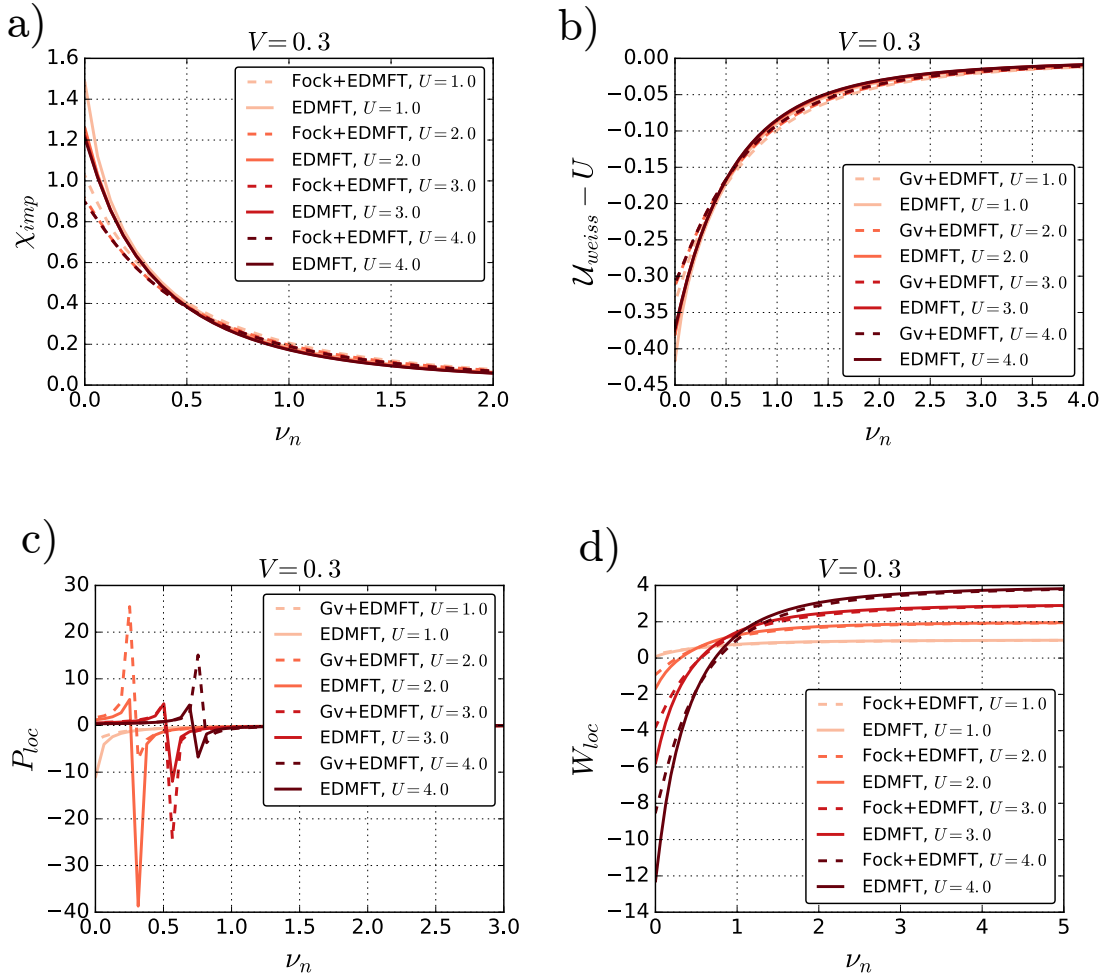 a)
V = 0.3
1.6
1.4
1.2
1.0
0.8
0.6
0.4
0.2
0.0
χ_imp
Fock+EDMFT, U=1.0
EDMFT, U=1.0
Fock+EDMFT, U=2.0
EDMFT, U=2.0
Fock+EDMFT, U=3.0
EDMFT, U=3.0
Fock+EDMFT, U=4.0
EDMFT, U=4.0
0.0 0.5 1.0 1.5 2.0
ν_n
b)
V = 0.3
0.00
−0.05
−0.10
−0.15
−0.20
−0.25
−0.30
−0.35
−0.40
−0.45
𝒰_weiss − U
Gv+EDMFT, U=1.0
EDMFT, U=1.0
Gv+EDMFT, U=2.0
EDMFT, U=2.0
Gv+EDMFT, U=3.0
EDMFT, U=3.0
Gv+EDMFT, U=4.0
EDMFT, U=4.0
0.0 0.5 1.0 1.5 2.0 2.5 3.0 3.5 4.0
ν_n
c)
V = 0.3
30
20
10
0
−10
−20
−30
−40
P_loc
Gv+EDMFT, U=1.0
EDMFT, U=1.0
Gv+EDMFT, U=2.0
EDMFT, U=2.0
Gv+EDMFT, U=3.0
EDMFT, U=3.0
Gv+EDMFT, U=4.0
EDMFT, U=4.0
0.0 0.5 1.0 1.5 2.0 2.5 3.0
ν_n
d)
V = 0.3
4
2
0
−2
−4
−6
−8
−10
−12
−14
W_loc
Fock+EDMFT, U=1.0
EDMFT, U=1.0
Fock+EDMFT, U=2.0
EDMFT, U=2.0
Fock+EDMFT, U=3.0
EDMFT, U=3.0
Fock+EDMFT, U=4.0
EDMFT, U=4.0
0 1 2 3 4 5
ν_n